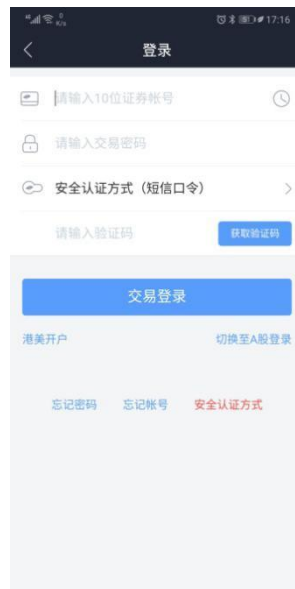 0
K/s
17:16
登录
请输入10位证券帐号
请输入交易密码
安全认证方式（短信口令）
请输入验证码
获取验证码
交易登录
港美开户
切换至A股登录
忘记密码
忘记帐号
安全认证方式